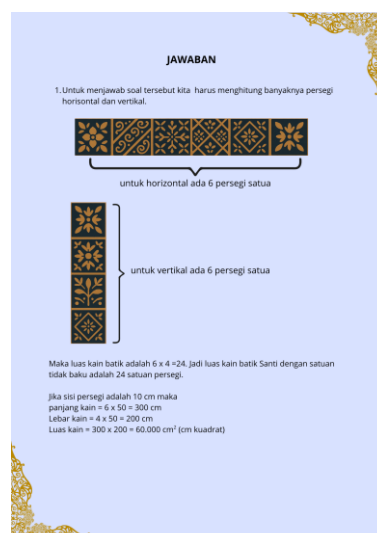 JAWABAN
1. Untuk menjawab soal tersebut kita harus menghitung banyaknya persegi
horisontal dan vertikal.
untuk horizontal ada 6 persegi satua
untuk vertikal ada 6 persegi satua
Maka luas kain batik adalah 6 x 4 =24. Jadi luas kain batik Santi dengan satuan
tidak baku adalah 24 satuan persegi.
Jika sisi persegi adalah 10 cm maka
panjang kain = 6 x 50 = 300 cm
Lebar kain = 4 x 50 = 200 cm
Luas kain = 300 x 200 = 60.000 cm² (cm kuadrat)